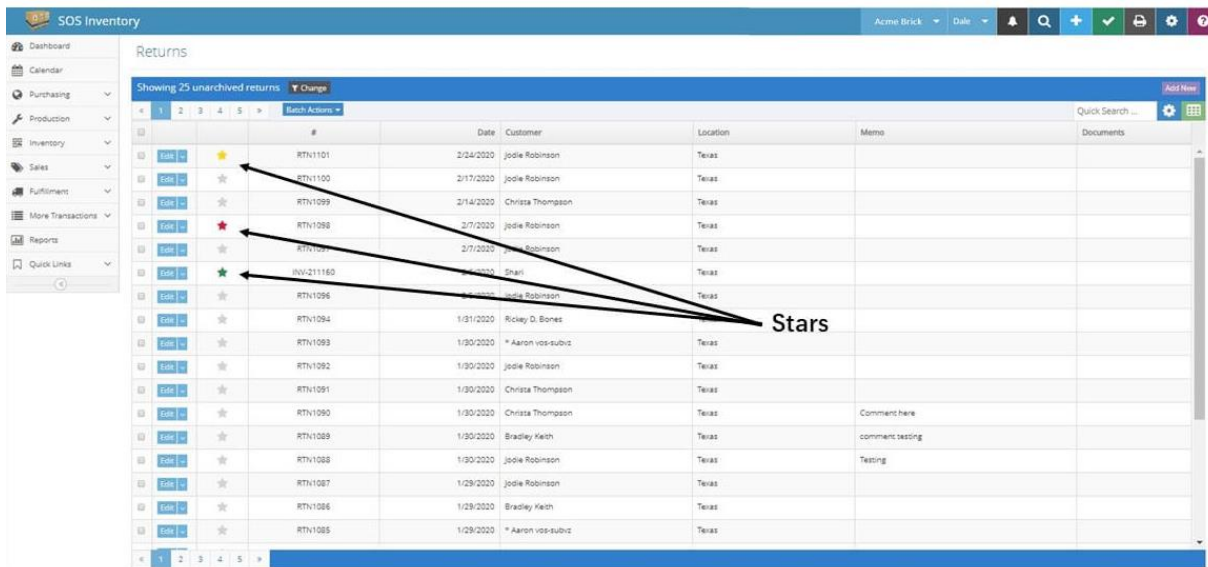 SOS Inventory
Acme Brick Dale
Dashboard
Calendar
Purchasing
Production
Inventory
Sales
Fulfillment
More Transactions
Reports
Quick Links
Returns
Showing 25 unarchived returns Change Add New
« 1 2 3 4 5 » Batch Actions Quick Search ...
# Date Customer Location Memo Documents
Edit RTN1101 2/24/2020 Jodie Robinson Texas
Edit RTN1100 2/17/2020 Jodie Robinson Texas
Edit RTN1099 2/14/2020 Christa Thompson Texas
Edit RTN1098 2/7/2020 Jodie Robinson Texas
Edit 2/7/2020 Robinson Texas
Edit INV-211160 Shari Texas
Edit RTN1096 Jodie Robinson Texas
Edit RTN1094 1/31/2020 Rickey D. Bones
Edit RTN1093 1/30/2020 * Aaron vos-subvz Texas
Edit RTN1092 1/30/2020 Jodie Robinson Texas
Edit RTN1091 1/30/2020 Christa Thompson Texas
Edit RTN1090 1/30/2020 Christa Thompson Texas Comment here
Edit RTN1089 1/30/2020 Bradley Keith Texas comment testing
Edit RTN1088 1/30/2020 Jodie Robinson Texas Testing
Edit RTN1087 1/29/2020 Jodie Robinson Texas
Edit RTN1086 1/29/2020 Bradley Keith Texas
Edit RTN1085 1/29/2020 * Aaron vos-subvz Texas
« 1 2 3 4 5 »
Stars